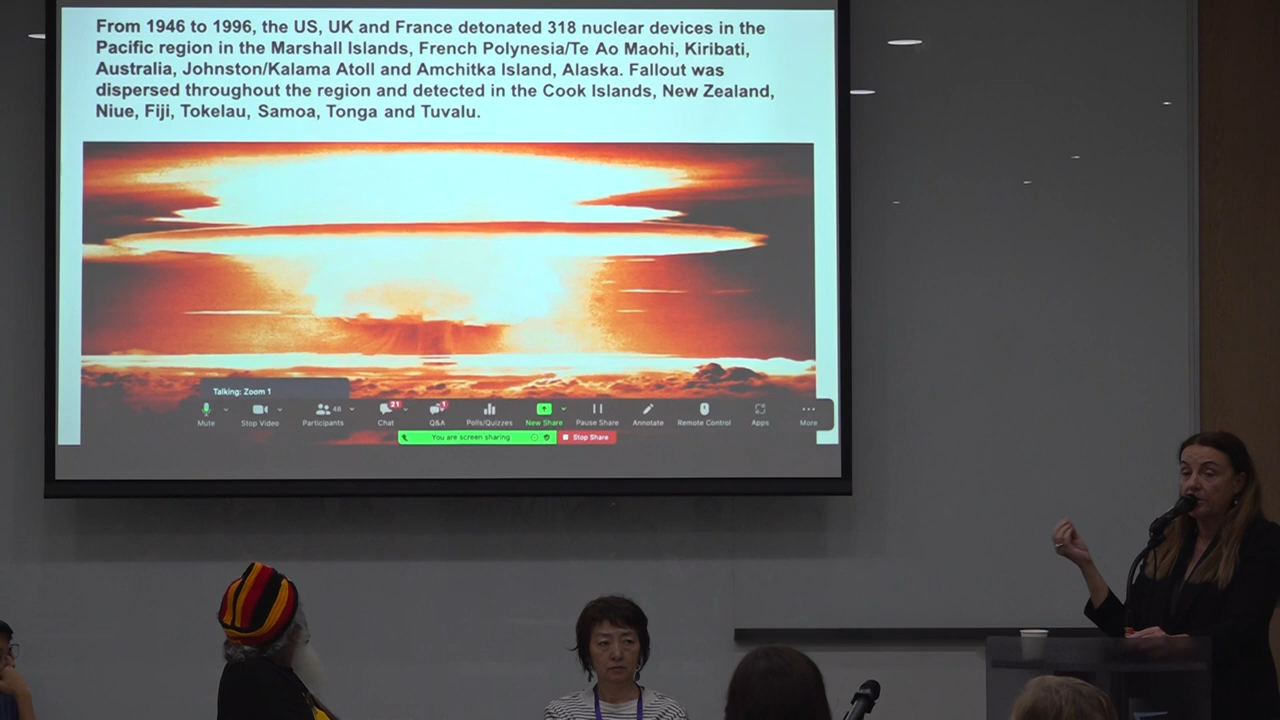 From 1946 to 1996, the US, UK and France detonated 318 nuclear devices in the
Pacific region in the Marshall Islands, French Polynesia/Te Ao Maohi, Kiribati,
Australia, Johnston/Kalama Atoll and Amchitka Island, Alaska. Fallout was
dispersed throughout the region and detected in the Cook Islands, New Zealand,
Niue, Fiji, Tokelau, Samoa, Tonga and Tuvalu.
Talking: Zoom 1
48 21 1
Mute Stop Video Participants Chat Q&A Polls/Quizzes New Share Pause Share Annotate Remote Control Apps More
You are screen sharing Stop Share